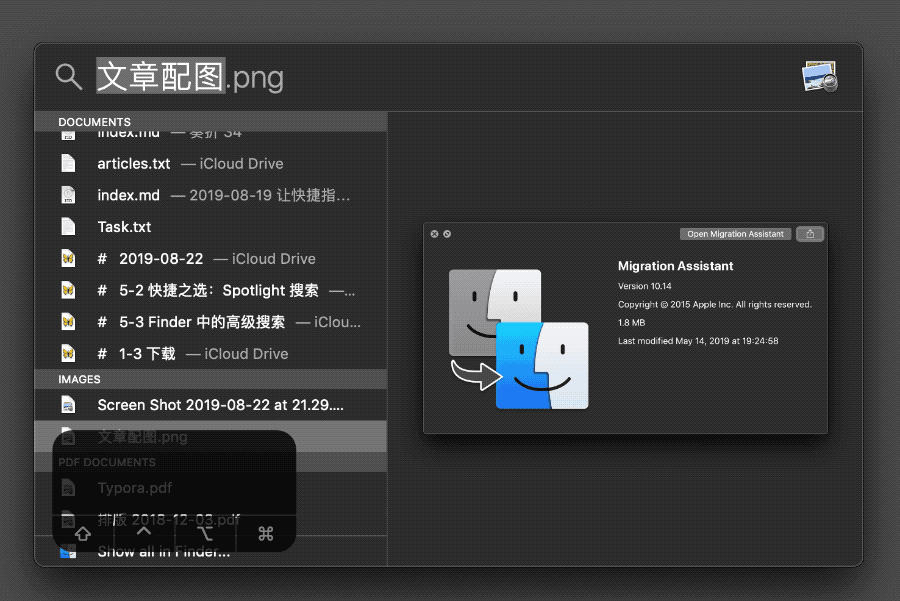 文章配图.png
DOCUMENTS
index.md — 奏折 34
articles.txt — iCloud Drive
index.md — 2019-08-19 让快捷指…
Task.txt
# 2019-08-22 — iCloud Drive
# 5-2 快捷之选：Spotlight 搜索 —…
# 5-3 Finder 中的高级搜索 — iClou…
# 1-3 下载 — iCloud Drive
IMAGES
Screen Shot 2019-08-22 at 21.29....
文章配图.png
PDF DOCUMENTS
Typora.pdf
排版 2018-12-03.pdf
Show all in Finder...
Open Migration Assistant
Migration Assistant
Version 10.14
Copyright © 2015 Apple Inc. All rights reserved.
1.8 MB
Last modified May 14, 2019 at 19:24:58